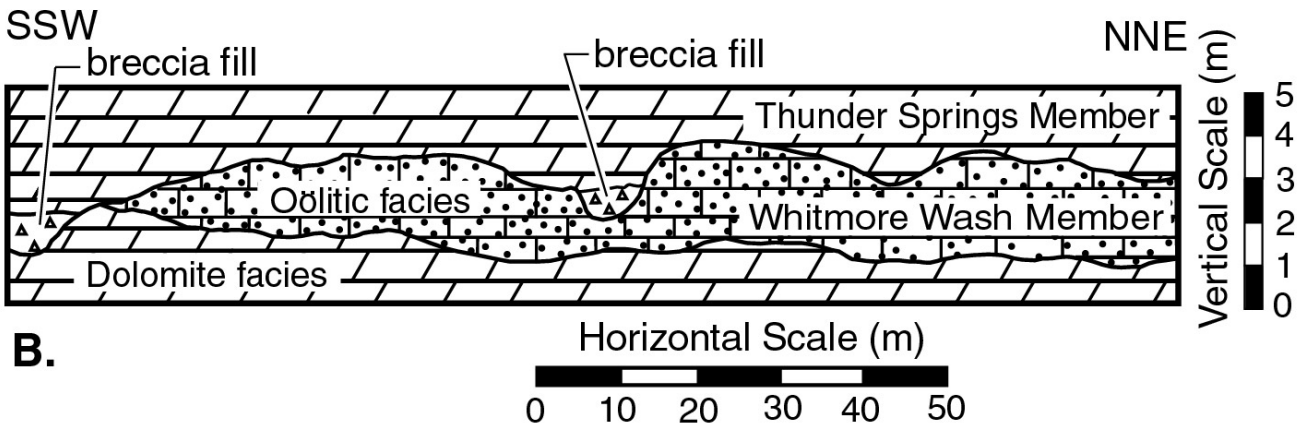 SSW
NNE
breccia fill
breccia fill
Thunder Springs Member
Oolitic facies
Whitmore Wash Member
Dolomite facies
Vertical Scale (m)
5
4
3
2
1
0
B.
Horizontal Scale (m)
0 10 20 30 40 50